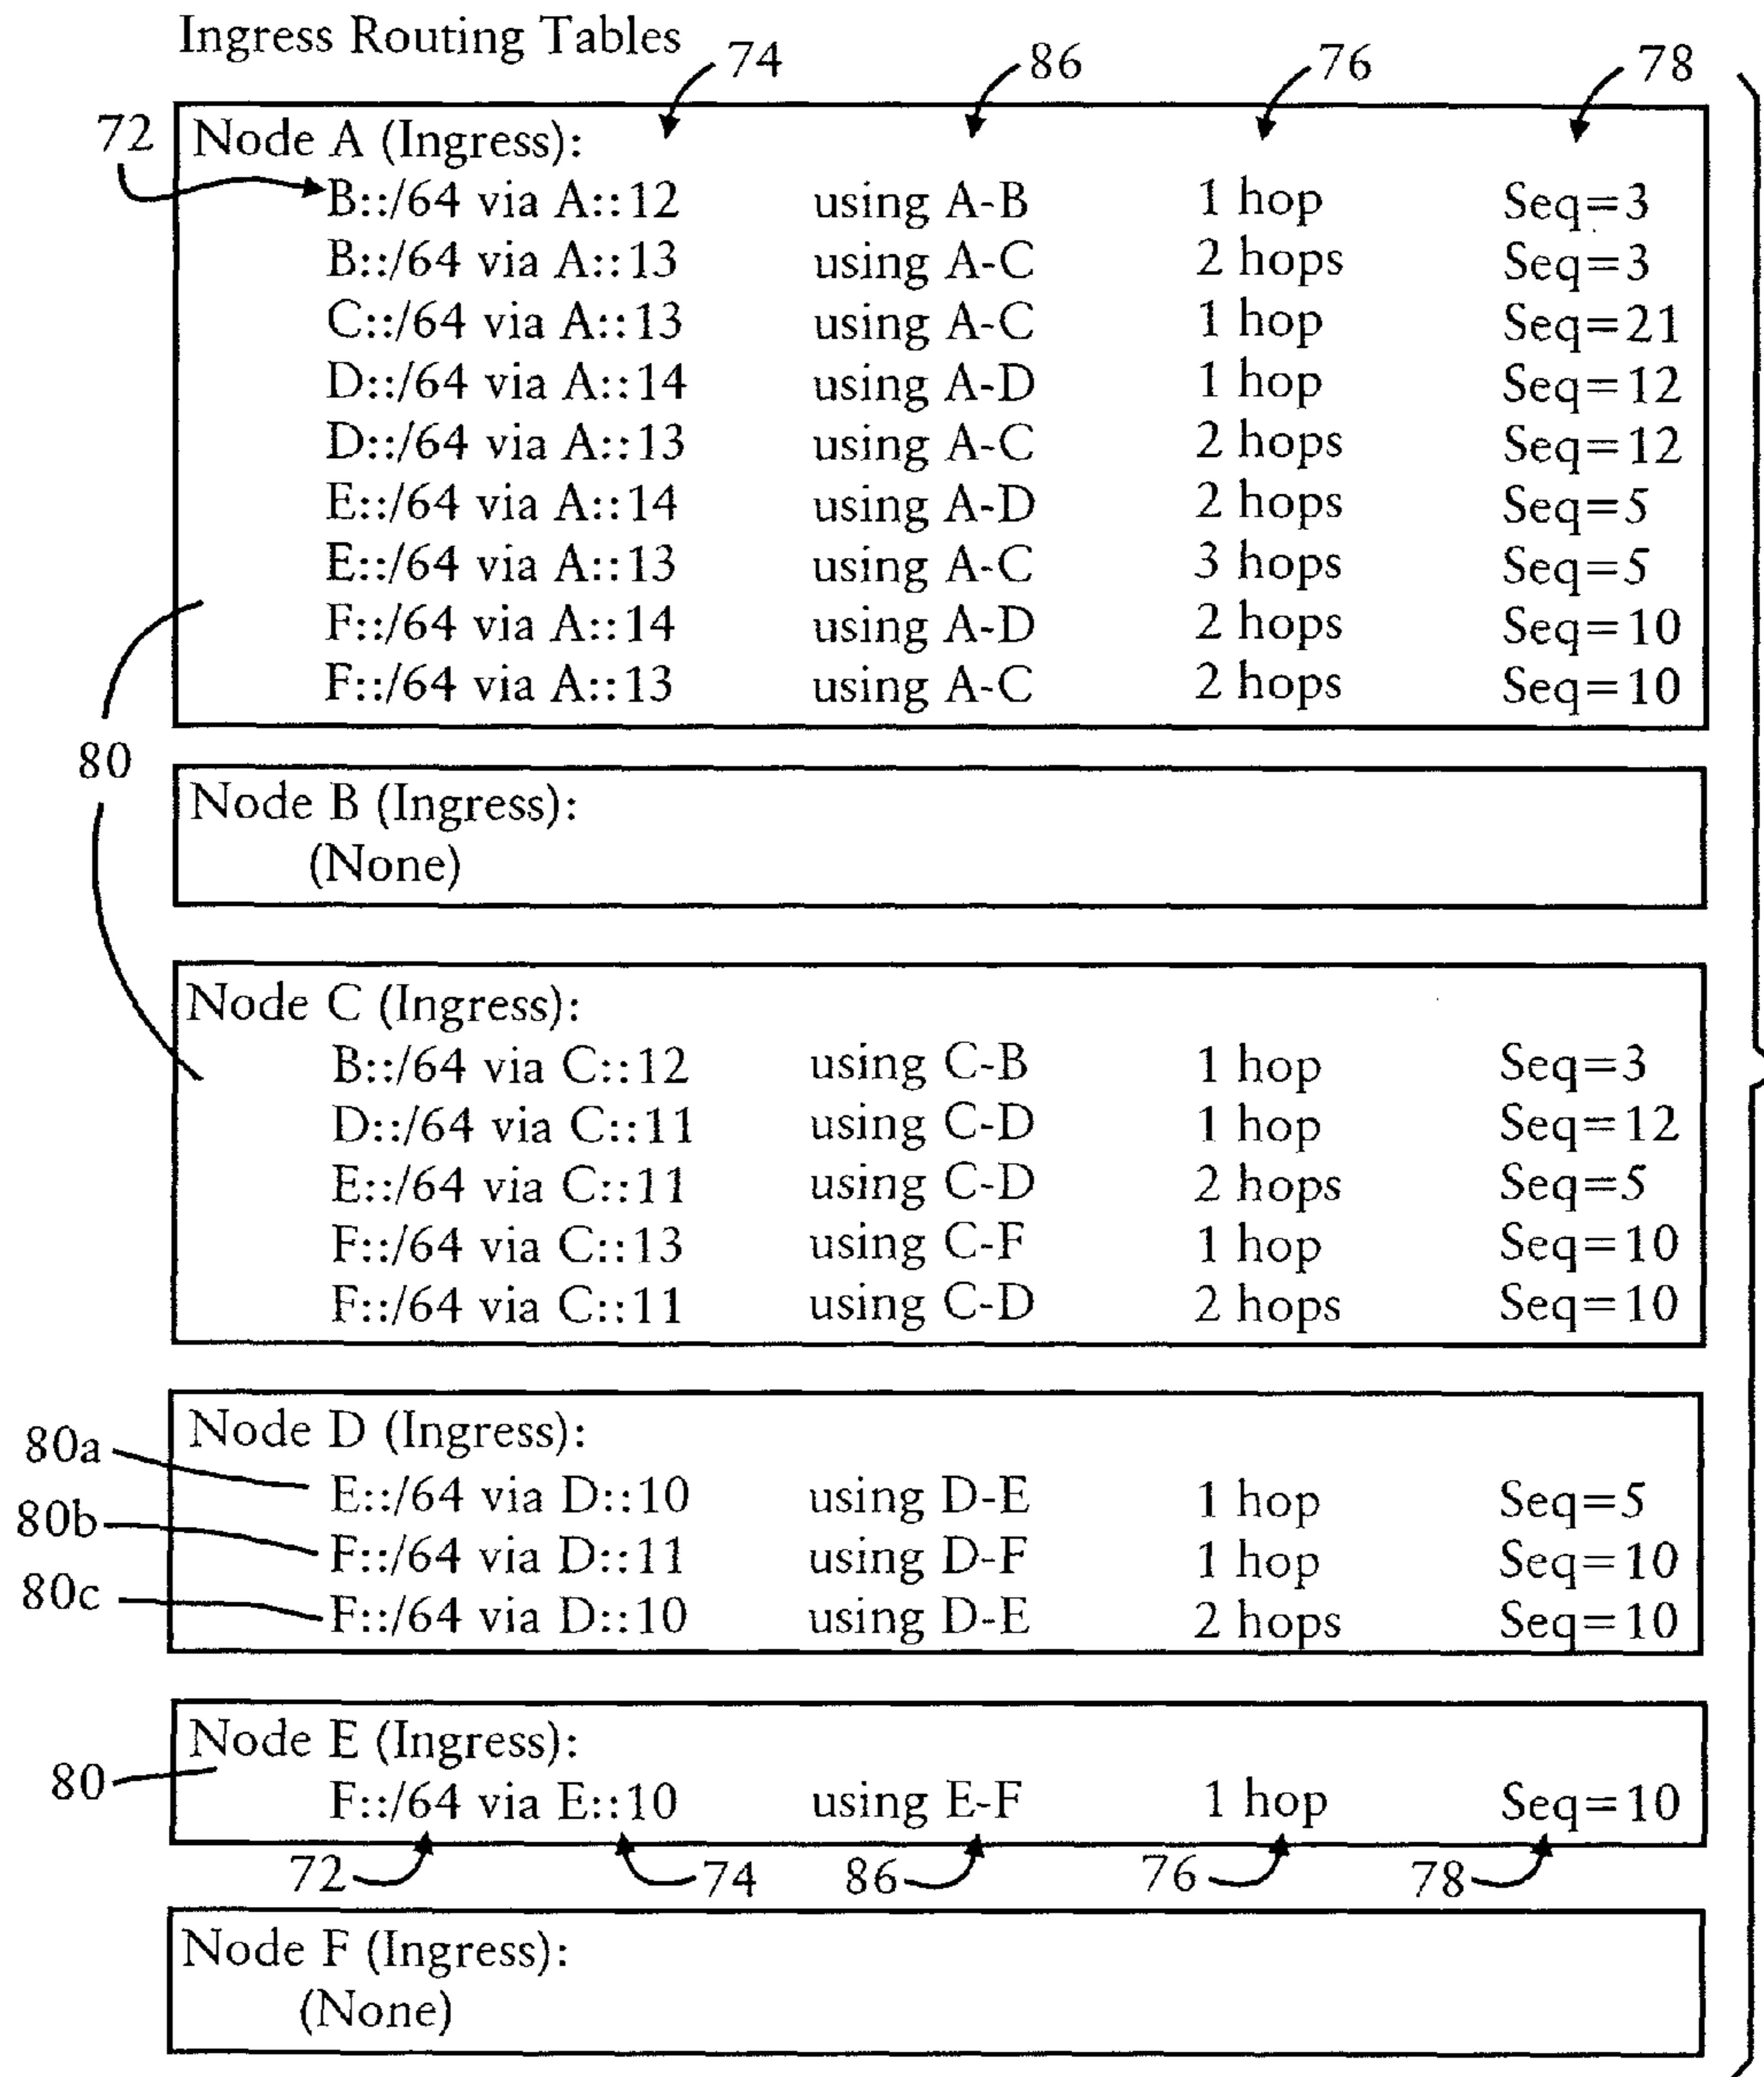 Ingress Routing Tables
74 86 76 78
72 Node A (Ingress):
B::/64 via A::12 using A-B 1 hop Seq=3
B::/64 via A::13 using A-C 2 hops Seq=3
C::/64 via A::13 using A-C 1 hop Seq=21
D::/64 via A::14 using A-D 1 hop Seq=12
D::/64 via A::13 using A-C 2 hops Seq=12
E::/64 via A::14 using A-D 2 hops Seq=5
E::/64 via A::13 using A-C 3 hops Seq=5
F::/64 via A::14 using A-D 2 hops Seq=10
F::/64 via A::13 using A-C 2 hops Seq=10
80
Node B (Ingress):
(None)
Node C (Ingress):
B::/64 via C::12 using C-B 1 hop Seq=3
D::/64 via C::11 using C-D 1 hop Seq=12
E::/64 via C::11 using C-D 2 hops Seq=5
F::/64 via C::13 using C-F 1 hop Seq=10
F::/64 via C::11 using C-D 2 hops Seq=10
Node D (Ingress):
80a E::/64 via D::10 using D-E 1 hop Seq=5
80b F::/64 via D::11 using D-F 1 hop Seq=10
80c F::/64 via D::10 using D-E 2 hops Seq=10
Node E (Ingress):
80 F::/64 via E::10 using E-F 1 hop Seq=10
72 74 86 76 78
Node F (Ingress):
(None)